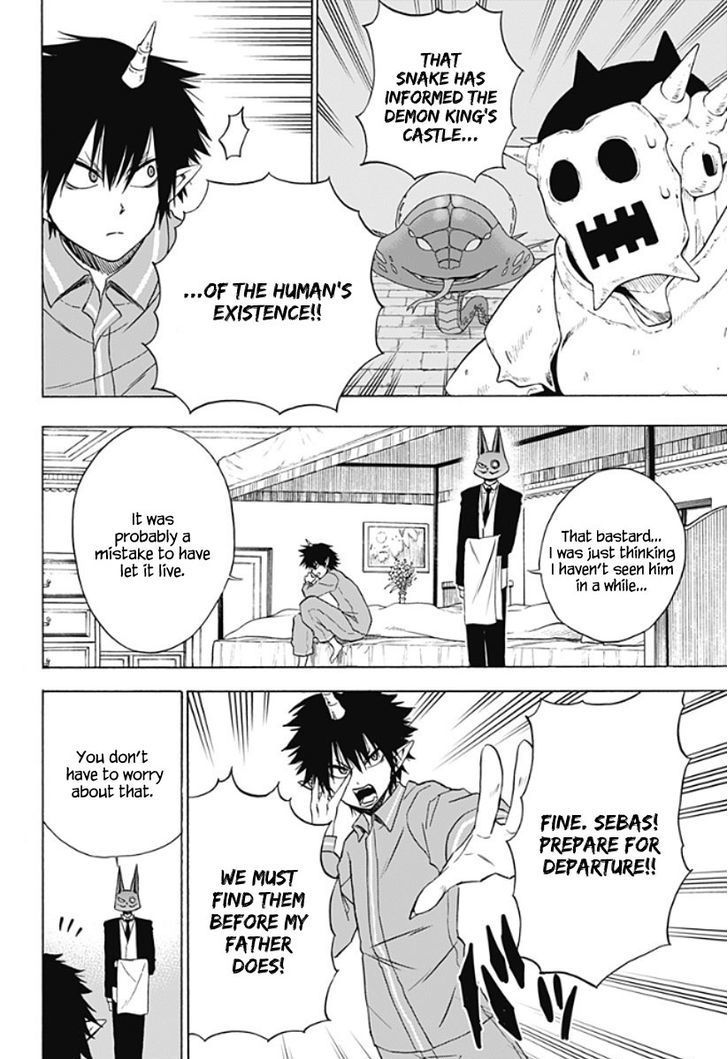 THAT
SNAKE HAS
INFORMED THE
DEMON KING'S
CASTLE...
...OF THE HUMAN'S
EXISTENCE!!
That bastard...
I was just thinking
I haven't seen him
in a while...
It was
probably a
mistake to have
let it live.
FINE. SEBAS!
PREPARE FOR
DEPARTURE!!
WE MUST
FIND THEM
BEFORE MY
FATHER
DOES!
You don't
have to worry
about that.